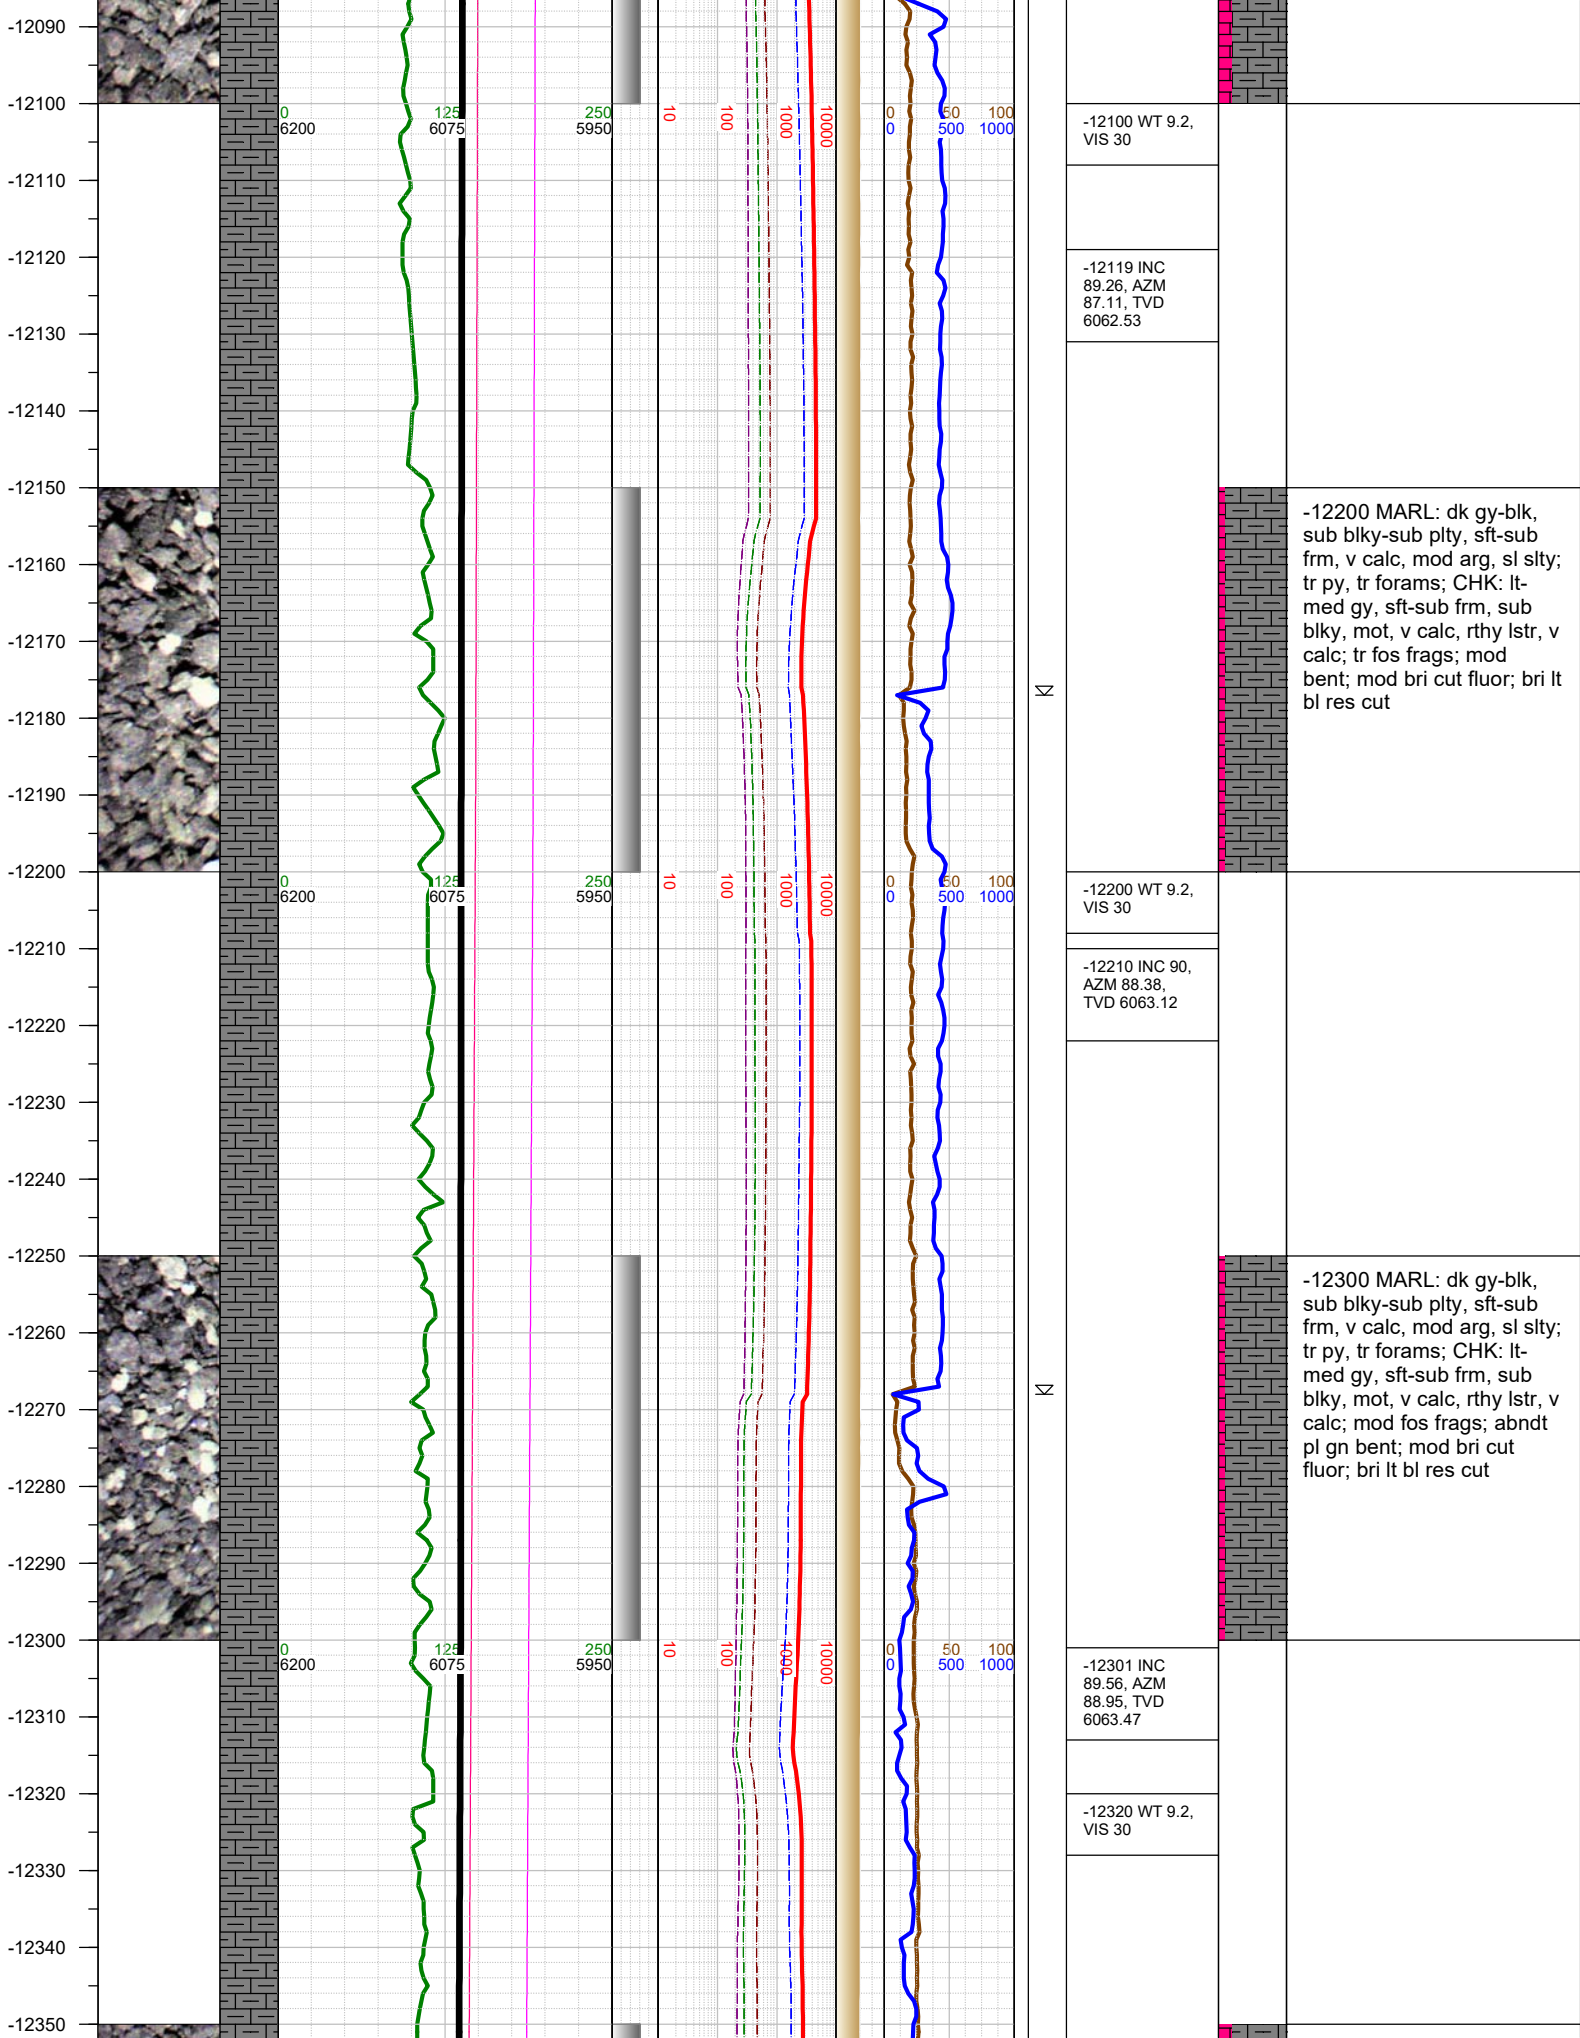 -12090
-12100
0 125 250 10 100 1000 10000 0 50 100
6200 6075 5950 0 500 1000
-12100 WT 9.2,
VIS 30
-12110
-12120
-12119 INC
89.26, AZM
87.11, TVD
6062.53
-12130
-12140
-12150
-12200 MARL: dk gy-blk,
sub blky-sub plty, sft-sub
frm, v calc, mod arg, sl slty;
tr py, tr forams; CHK: lt-
med gy, sft-sub frm, sub
blky, mot, v calc, rthy lstr, v
calc; tr fos frags; mod
bent; mod bri cut fluor; bri lt
bl res cut
-12160
-12170
-12180
-12190
-12200
0 125 250 10 100 1000 10000 0 50 100
6200 6075 5950 0 500 1000
-12200 WT 9.2,
VIS 30
-12210
-12210 INC 90,
AZM 88.38,
TVD 6063.12
-12220
-12230
-12240
-12250
-12300 MARL: dk gy-blk,
sub blky-sub plty, sft-sub
frm, v calc, mod arg, sl slty;
tr py, tr forams; CHK: lt-
med gy, sft-sub frm, sub
blky, mot, v calc, rthy lstr, v
calc; mod fos frags; abndt
pl gn bent; mod bri cut
fluor; bri lt bl res cut
-12260
-12270
-12280
-12290
-12300
0 125 250 10 100 1000 10000 0 50 100
6200 6075 5950 0 500 1000
-12301 INC
89.56, AZM
88.95, TVD
6063.47
-12310
-12320
-12320 WT 9.2,
VIS 30
-12330
-12340
-12350